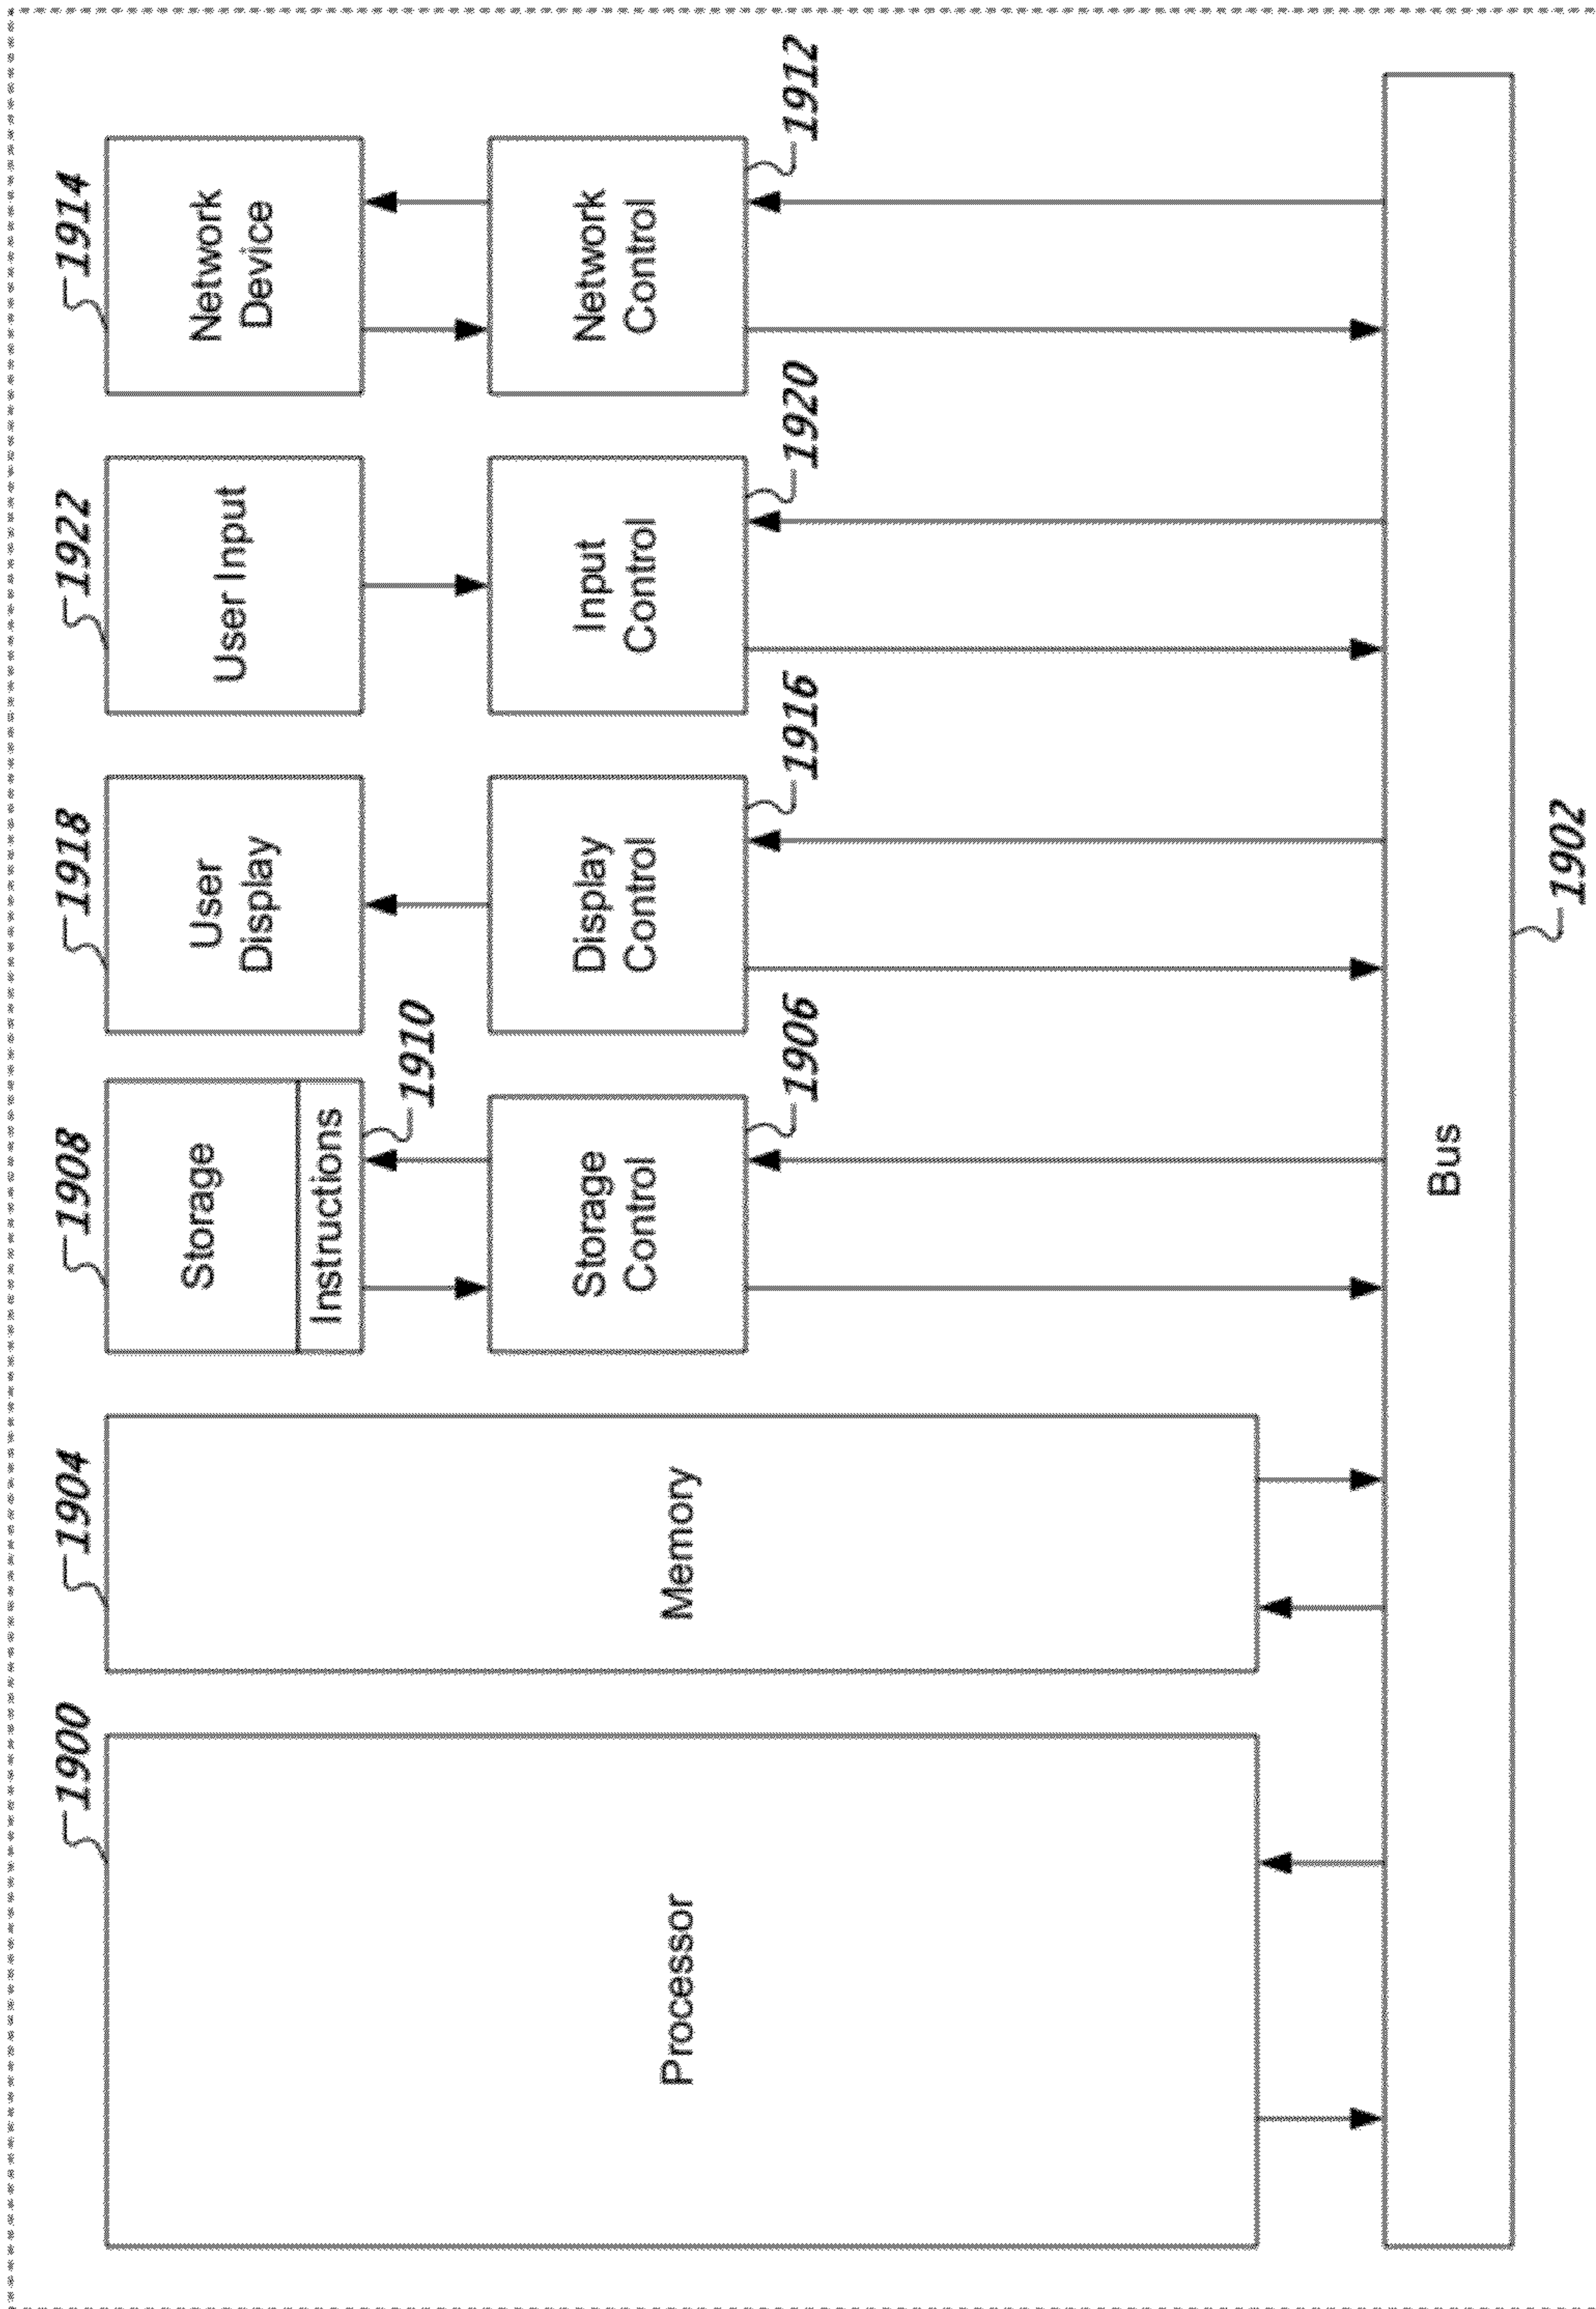 1900
1904
1908
1918
1922
1914
Processor
Memory
Storage
Instructions
1910
User
Display
User Input
Network
Device
Storage
Control
1906
Display
Control
1916
Input
Control
1920
Network
Control
1912
Bus
1902